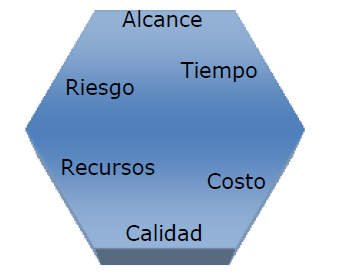 Alcance
Tiempo
Riesgo
Recursos
Costo
Calidad